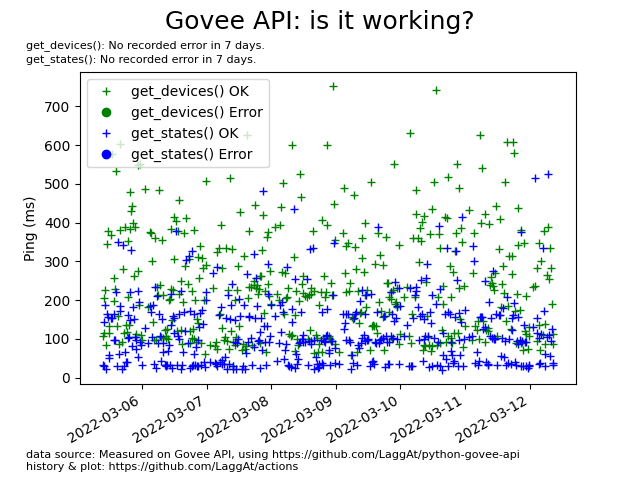 Govee API: is it working?
get_devices(): No recorded error in 7 days.
get_states(): No recorded error in 7 days.
get_devices() OK
get_devices() Error
get_states() OK
get_states() Error
Ping (ms)
700
600
500
400
300
200
100
0
2022-03-06
2022-03-07
2022-03-08
2022-03-09
2022-03-10
2022-03-11
2022-03-12
data source: Measured on Govee API, using https://github.com/LaggAt/python-govee-api
history & plot: https://github.com/LaggAt/actions